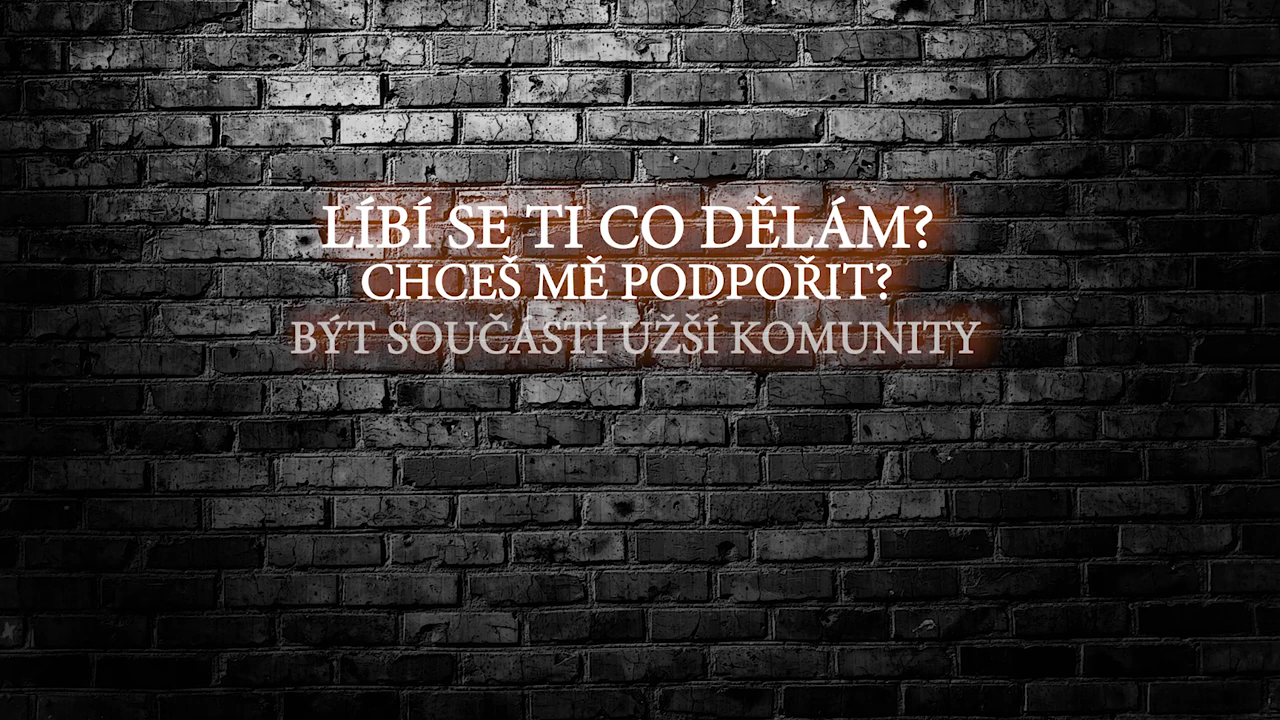 LÍBÍ SE TI CO DĚLÁM?
CHCEŠ MĚ PODPOŘIT?
BÝT SOUČÁSTÍ UŽŠÍ KOMUNITY